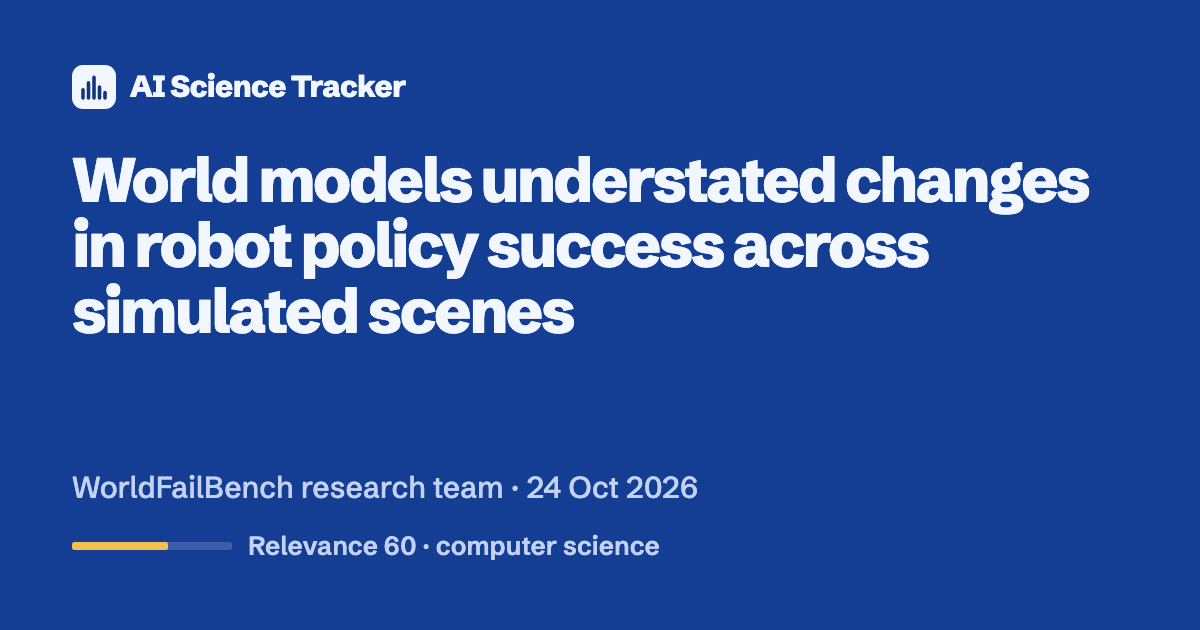 AI Science Tracker
World models understated changes
in robot policy success across
simulated scenes
WorldFailBench research team · 24 Oct 2026
Relevance 60 · computer science